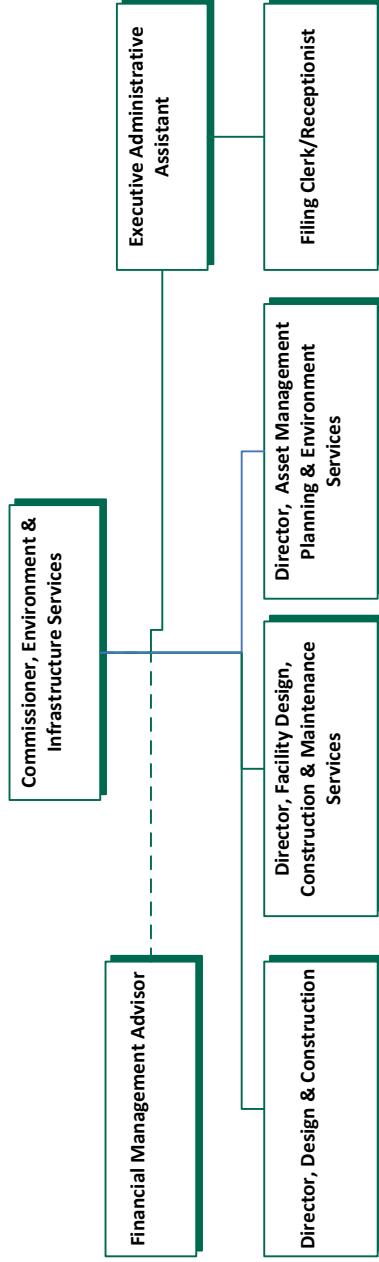 Commissioner, Environment &
Infrastructure Services
Financial Management Advisor
Executive Administrative
Assistant
Director, Design & Construction
Director, Facility Design,
Construction & Maintenance
Services
Director, Asset Management
Planning & Environment
Services
Filing Clerk/Receptionist